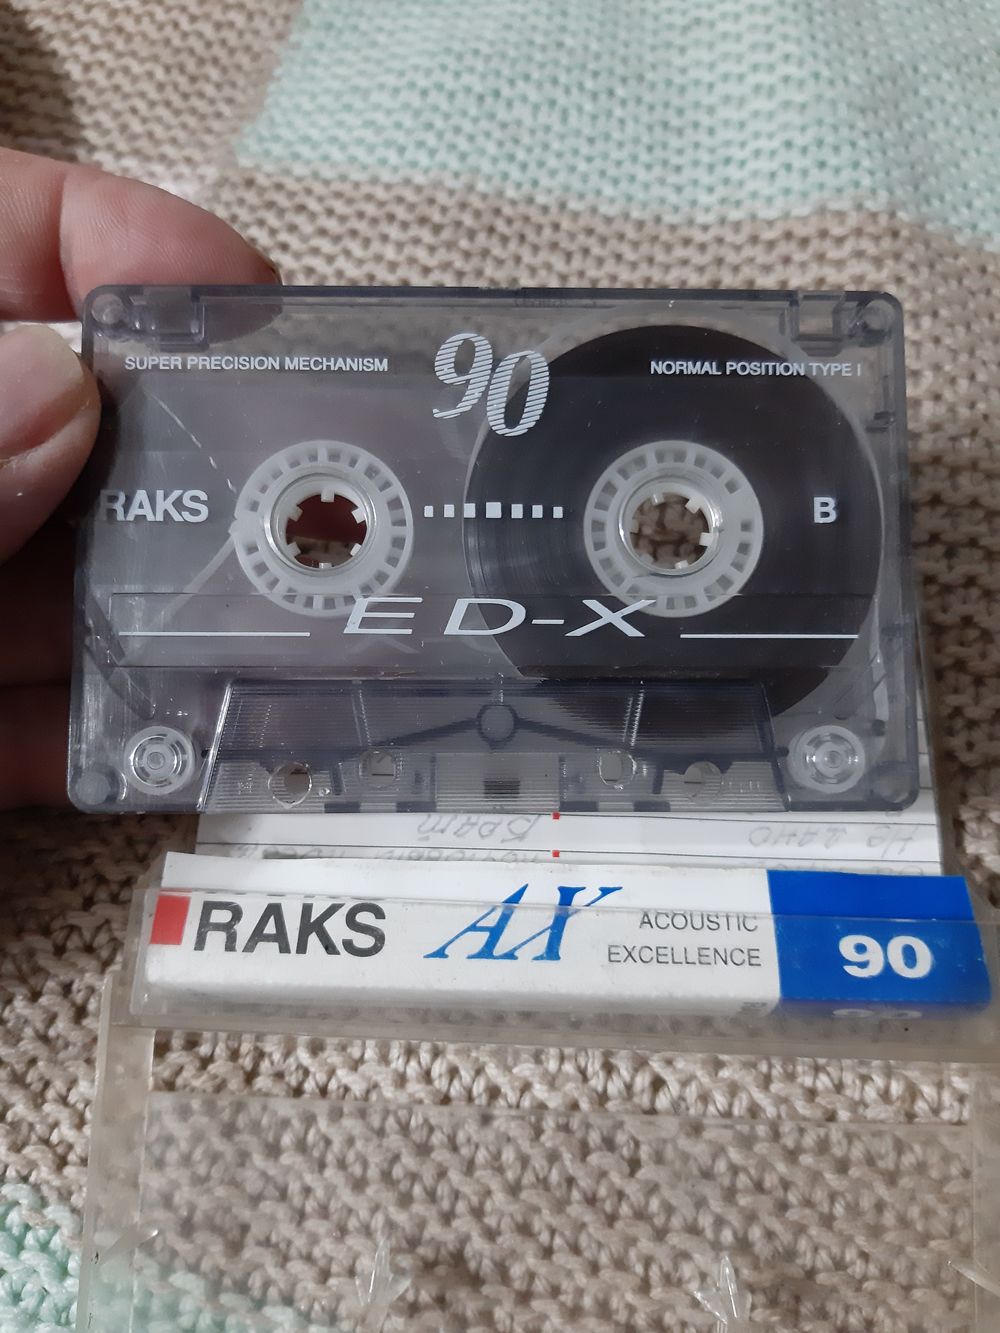 SUPER PRECISION MECHANISM
90
NORMAL POSITION TYPE I
RAKS
B
ED-X
RAKS
AX
ACOUSTIC
EXCELLENCE
90